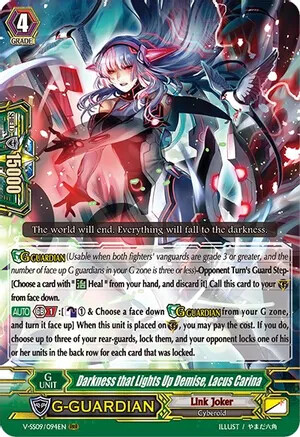 4
GRADE
SHIELD
15000
The world will end. Everything will fall to the darkness.
G GUARDIAN (Usable when both fighters' vanguards are grade 3 or greater, and the
number of face up G guardians in your G zone is three or less)-Opponent Turn's Guard Step-
[Choose a card with " Heal " from your hand, and discard it] Call this card to your G
from face down.
AUTO 1 :[ & Choose a face down G GUARDIAN from your G zone,
and turn it face up] When this unit is placed on G, you may pay the cost. If you do,
choose up to three of your rear-guards, lock them, and your opponent locks one of his
or her units in the back row for each card that was locked.
G
UNIT
Darkness that Lights Up Demise, Lacus Carina
V-SS09/094EN
G-GUARDIAN
Link Joker
Cyberoid
ILLUST / やまだ六角